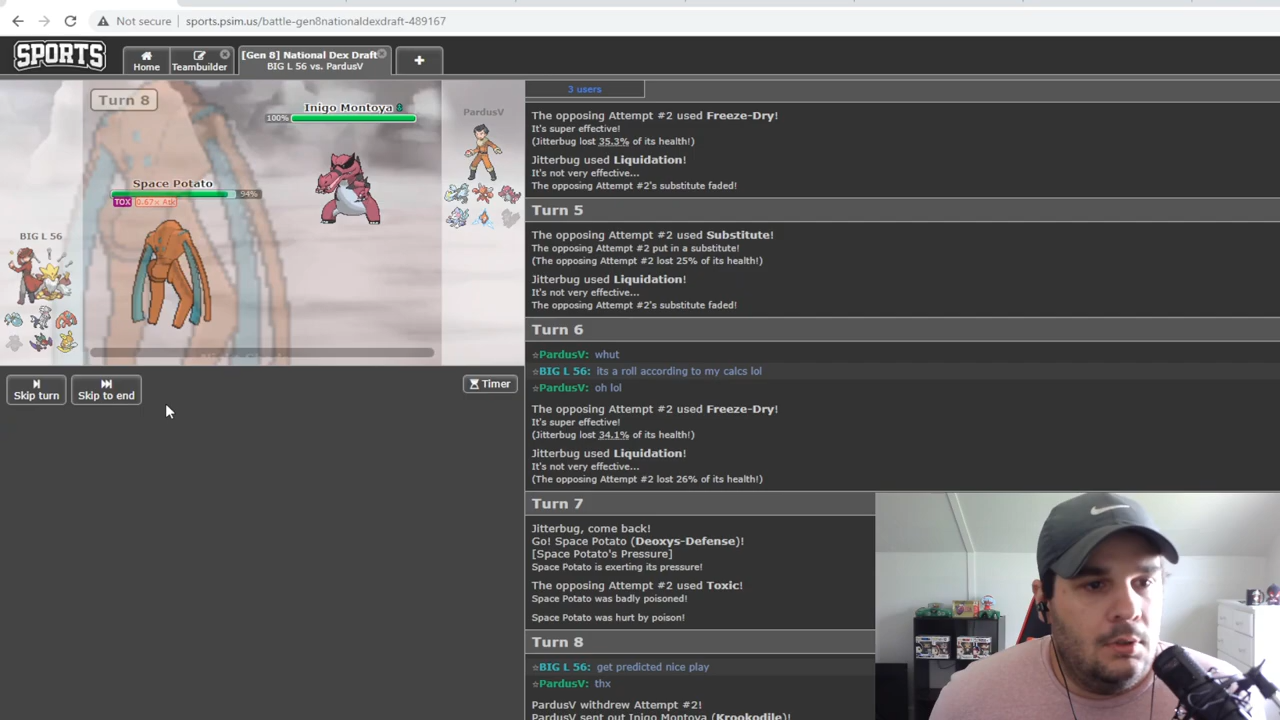 Not secure
sports.psim.us/battle-gen8nationaldexdraft-489167
SPORTS
Home
Teambuilder
[Gen 8] National Dex Draft
BIG L 56 vs. PardusV
Turn 8
Inigo Montoya
100%
PardusV
Space Potato
94%
TOX
0.67× Atk
BIG L 56
Skip turn
Skip to end
Timer
3 users
The opposing Attempt #2 used Freeze-Dry!
It's super effective!
(Jitterbug lost 35.3% of its health!)
Jitterbug used Liquidation!
It's not very effective...
The opposing Attempt #2's substitute faded!
Turn 5
The opposing Attempt #2 used Substitute!
The opposing Attempt #2 put in a substitute!
(The opposing Attempt #2 lost 25% of its health!)
Jitterbug used Liquidation!
It's not very effective...
The opposing Attempt #2's substitute faded!
Turn 6
☆PardusV: whut
☆BIG L 56: its a roll according to my calcs lol
☆PardusV: oh lol
The opposing Attempt #2 used Freeze-Dry!
It's super effective!
(Jitterbug lost 34.1% of its health!)
Jitterbug used Liquidation!
It's not very effective...
(The opposing Attempt #2 lost 26% of its health!)
Turn 7
Jitterbug, come back!
Go! Space Potato (Deoxys-Defense)!
[Space Potato's Pressure]
Space Potato is exerting its pressure!
The opposing Attempt #2 used Toxic!
Space Potato was badly poisoned!
Space Potato was hurt by poison!
Turn 8
☆BIG L 56: get predicted nice play
☆PardusV: thx
PardusV withdrew Attempt #2!
PardusV sent out Inigo Montoya (Krookodile)!